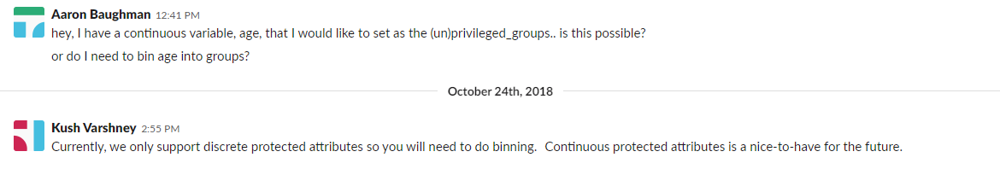 Aaron Baughman 12:41 PM
hey, I have a continuous variable, age, that I would like to set as the (un)privileged_groups.. is this possible?
or do I need to bin age into groups?
October 24th, 2018
Kush Varshney 2:55 PM
Currently, we only support discrete protected attributes so you will need to do binning.  Continuous protected attributes is a nice-to-have for the future.